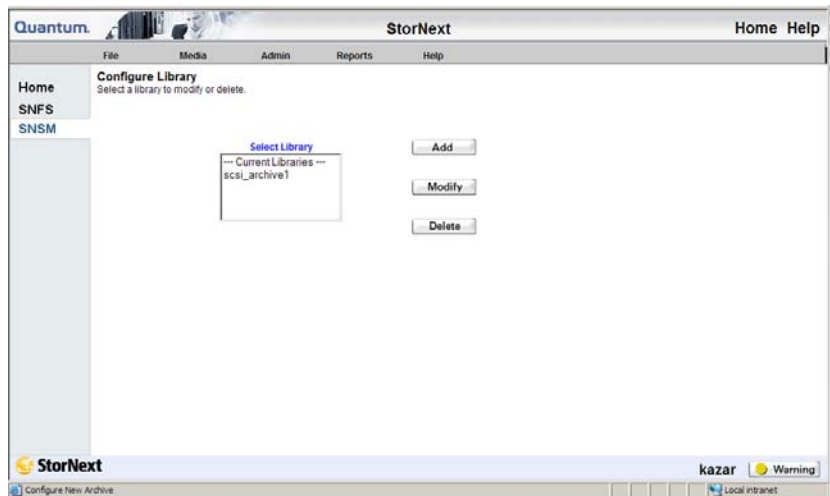 Quantum. StorNext Home Help
File Media Admin Reports Help
Home
SNFS
SNSM
Configure Library
Select a library to modify or delete.
Select Library
--- Current Libraries ---
scsi_archive1
Add
Modify
Delete
StorNext
kazar Warning
Configure New Archive Local intranet